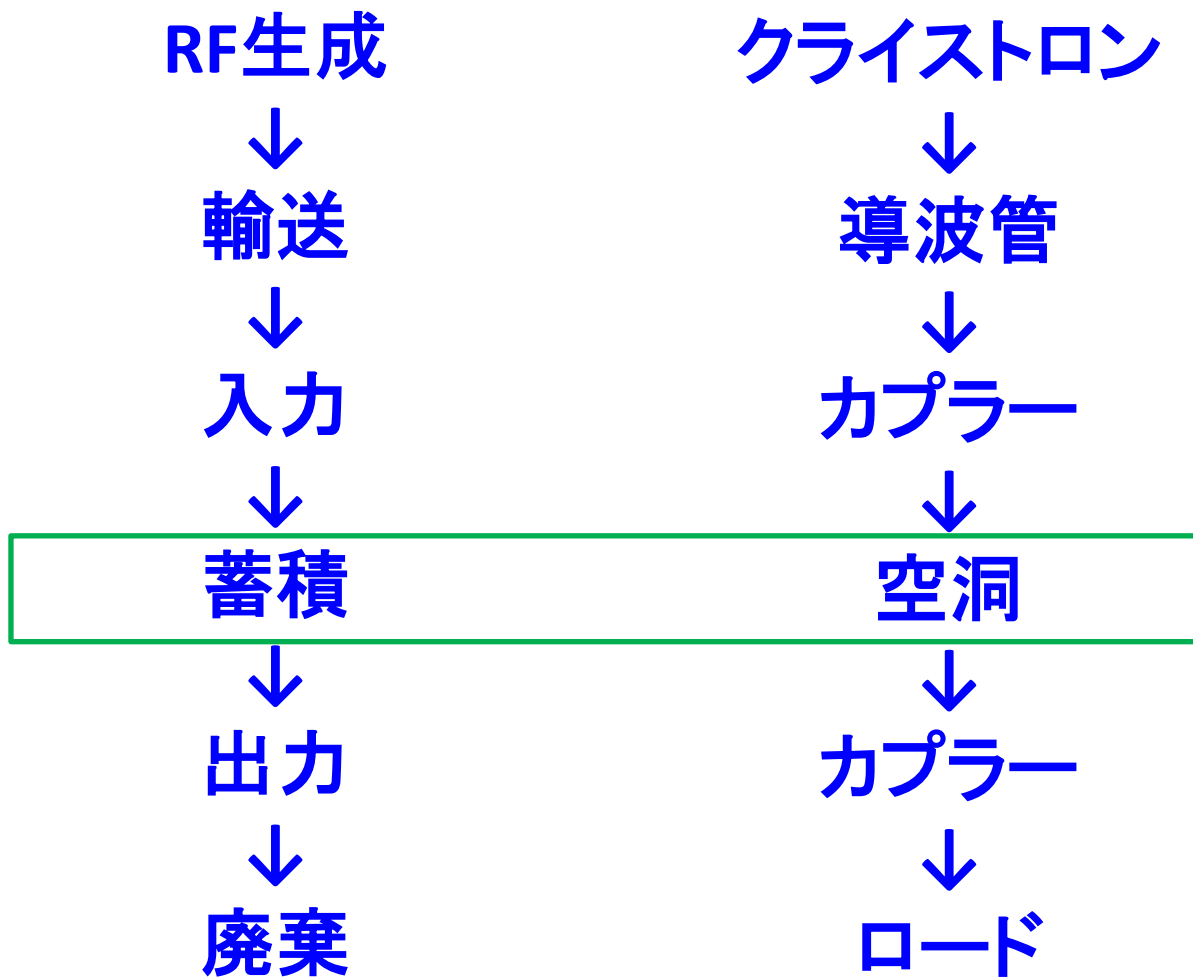 RF生成 クライストロン
↓ ↓
輸送 導波管
↓ ↓
入力 カプラー
↓ ↓
蓄積 空洞
↓ ↓
出力 カプラー
↓ ↓
廃棄 ロード